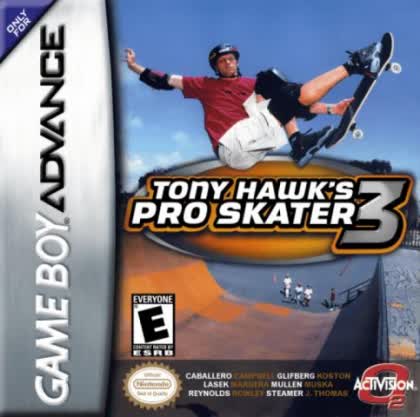 ONLY FOR
GAME BOY ADVANCE
TONY HAWK'S
PRO SKATER 3
EVERYONE
E
CONTENT RATED BY
ESRB
Official
Nintendo
Seal of Quality
CABALLERO CAMPBELL GLIFBERG KOSTON
LASEK MARGERA MULLEN MUSKA
REYNOLDS ROWLEY STEAMER J. THOMAS
ACTIVISION
O2